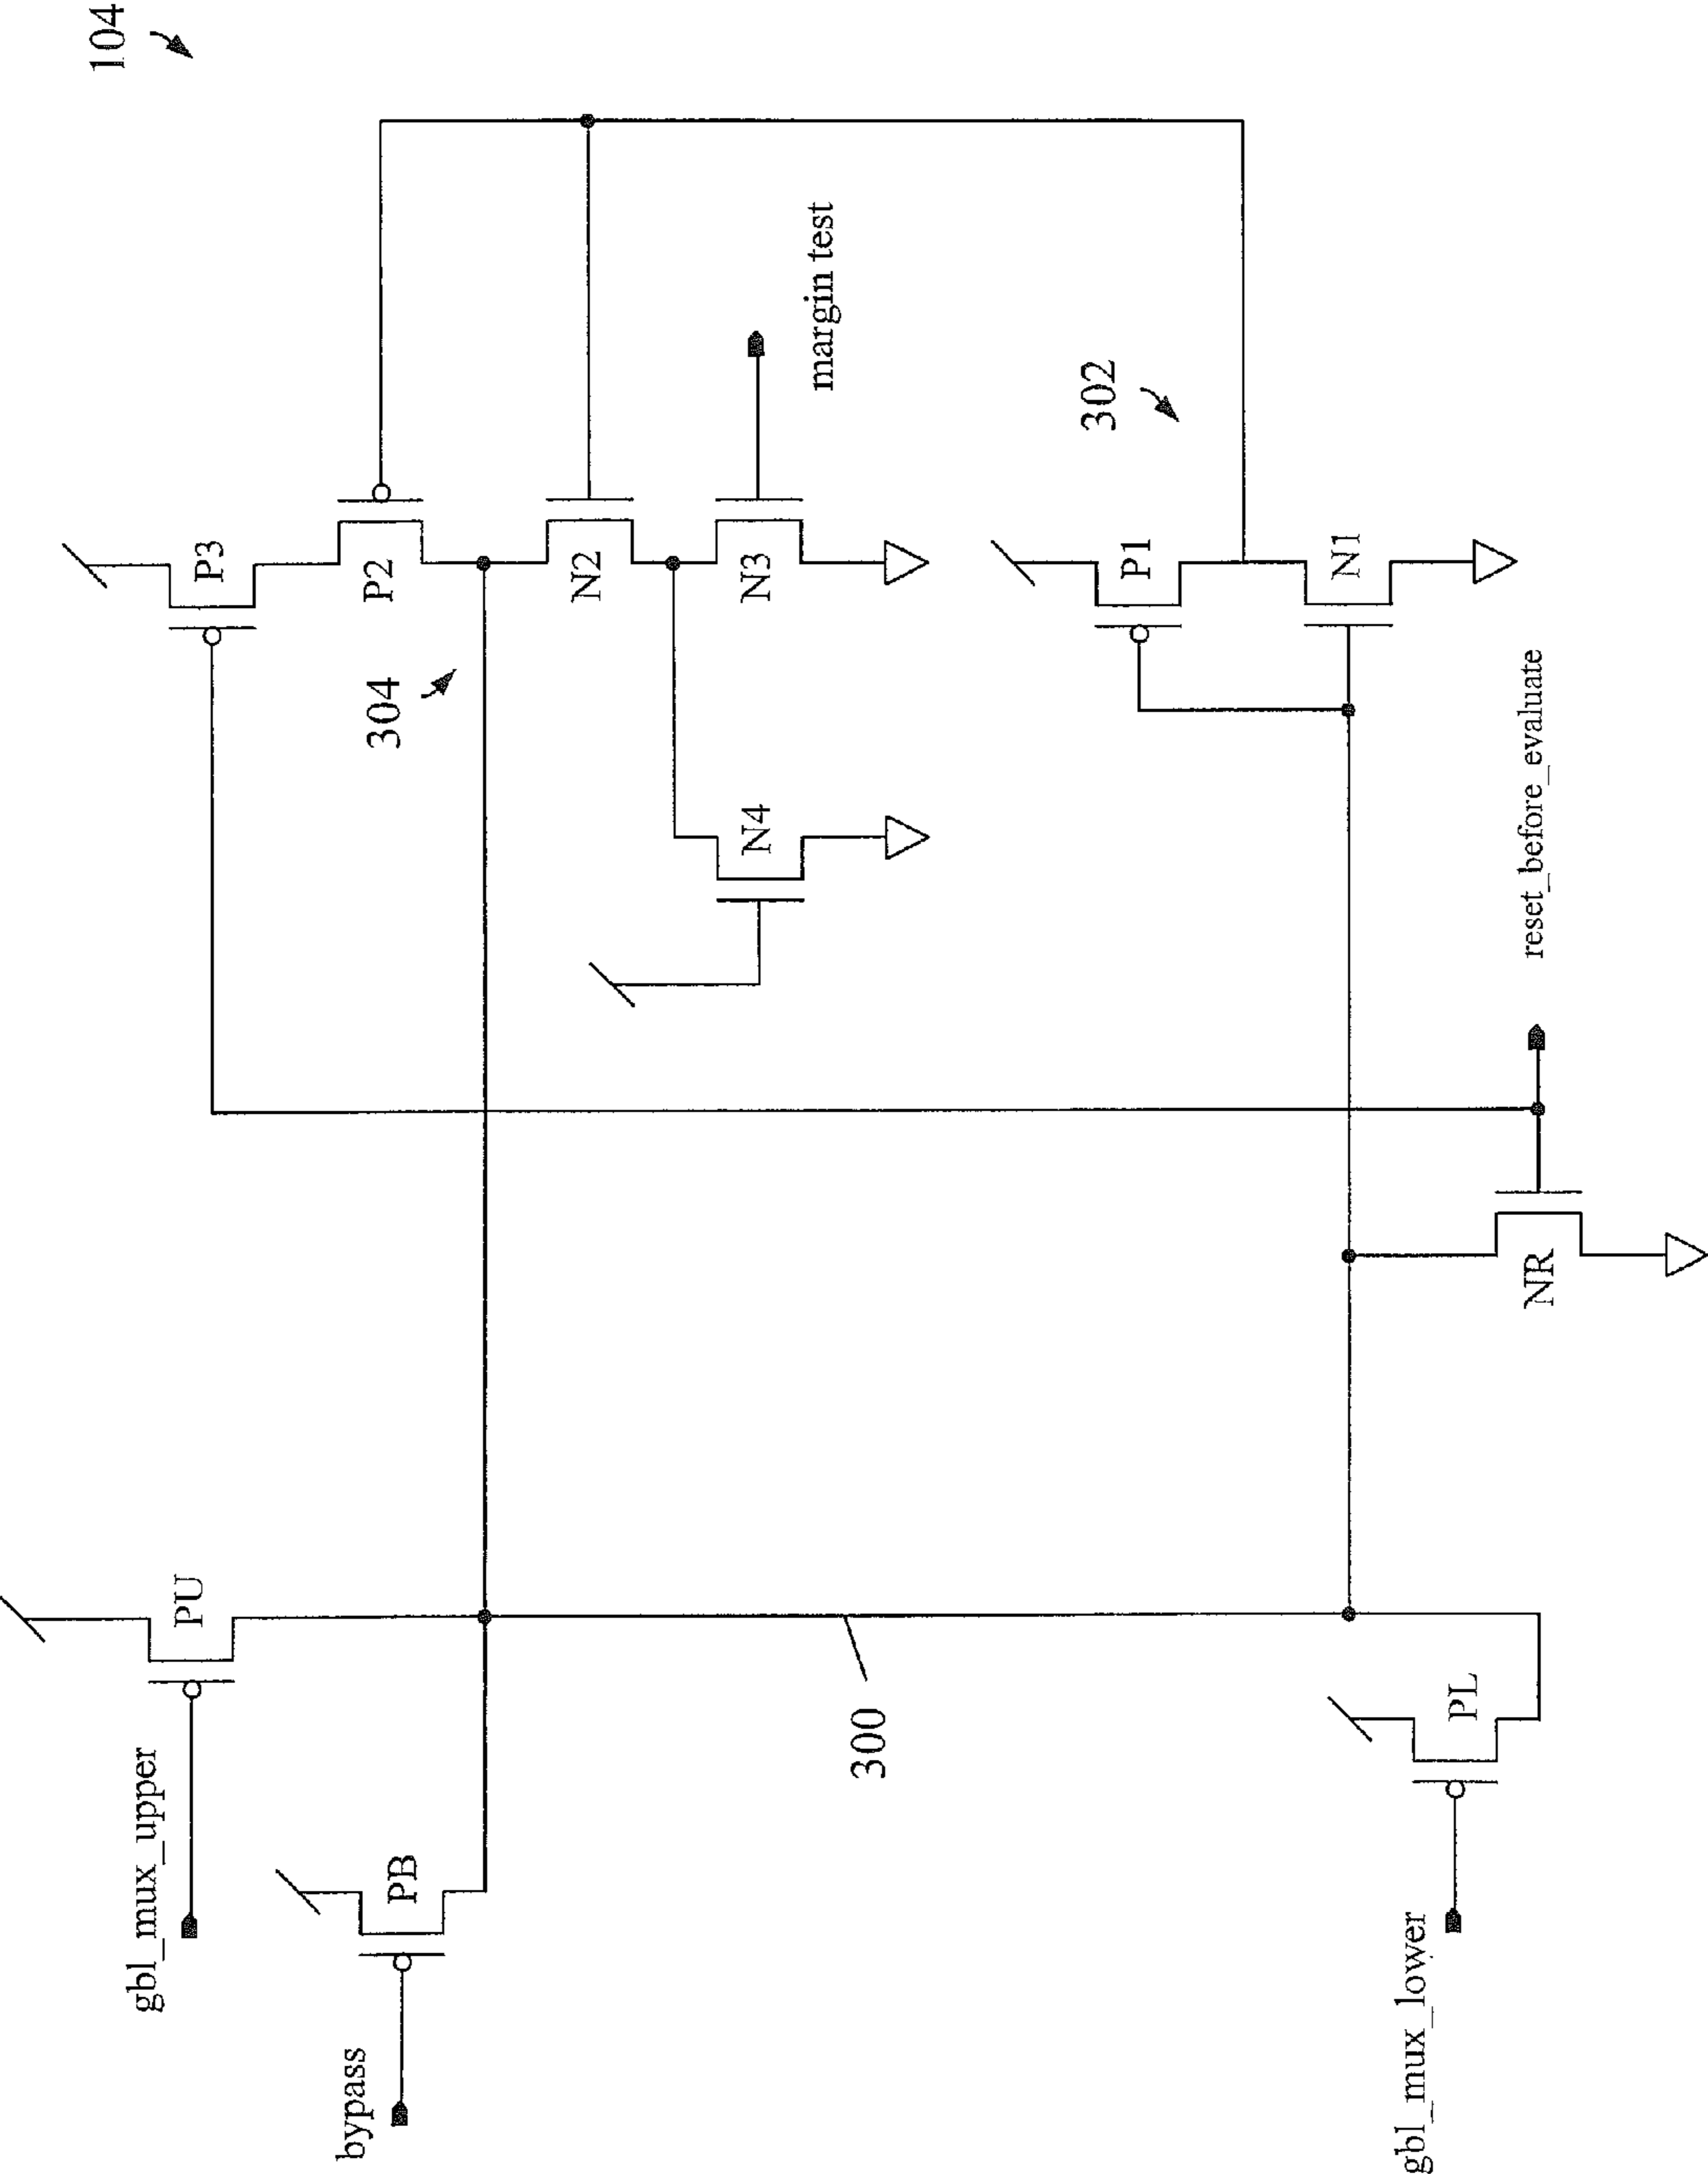 104
gbl_mux_upper
PU
P3
bypass
PB
P2
304
N2
N4
N3
margin test
300
302
P1
N1
gbl_mux_lower
PL
NR
reset_before_evaluate